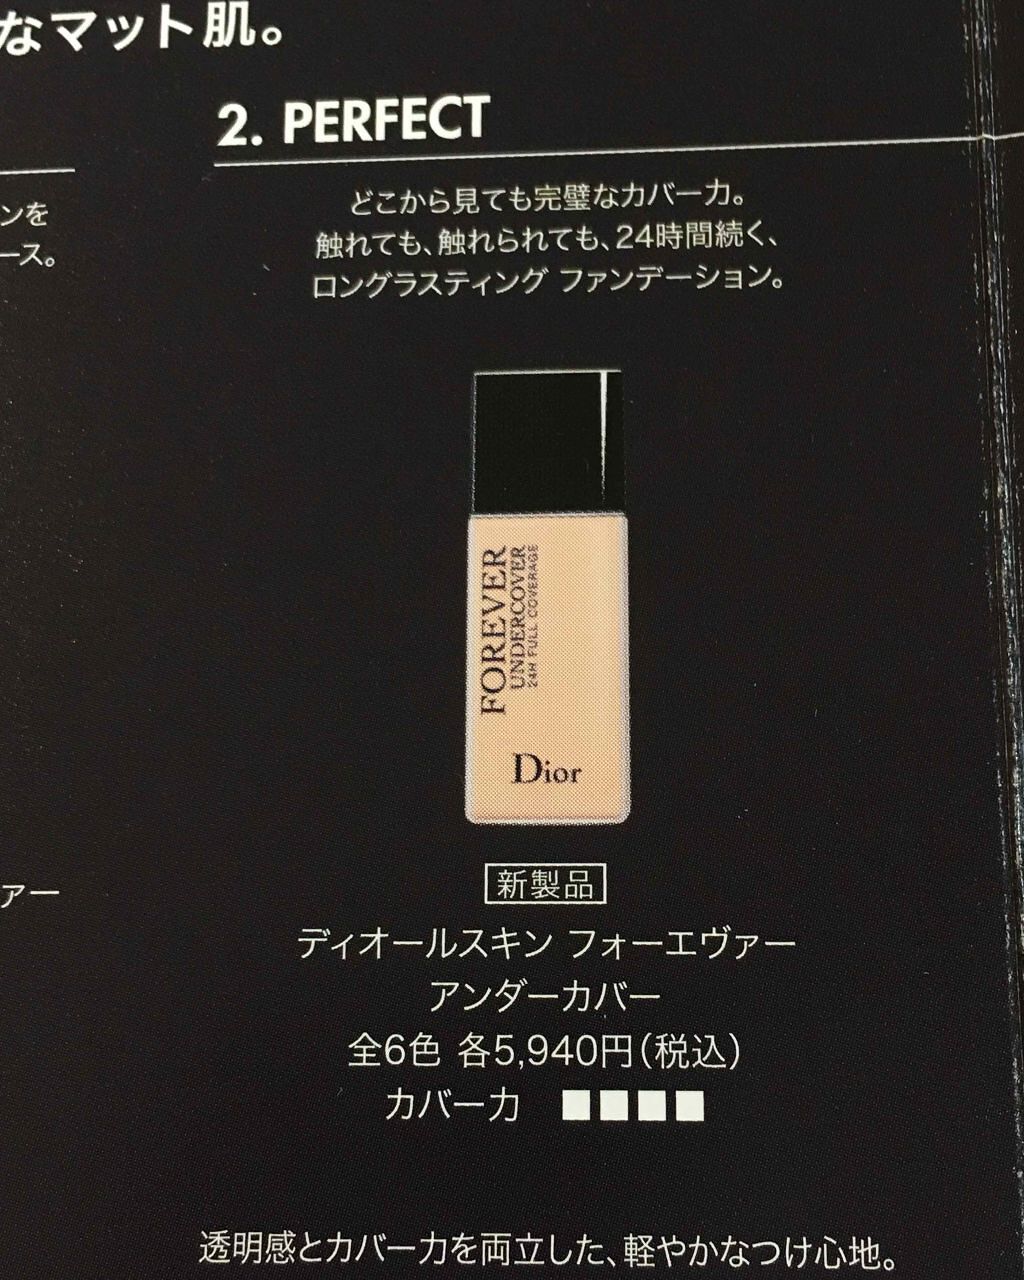 なマット肌。
2. PERFECT
ンを
ース。
どこから見ても完璧なカバー力。
触れても、触れられても、24時間続く、
ロングラスティング ファンデーション。
FOREVER
UNDERCOVER
24H FULL COVERAGE
Dior
新製品
ァー
ディオールスキン フォーエヴァー
アンダーカバー
全6色 各5,940円(税込)
カバー力 ■■■■
透明感とカバー力を両立した、軽やかなつけ心地。